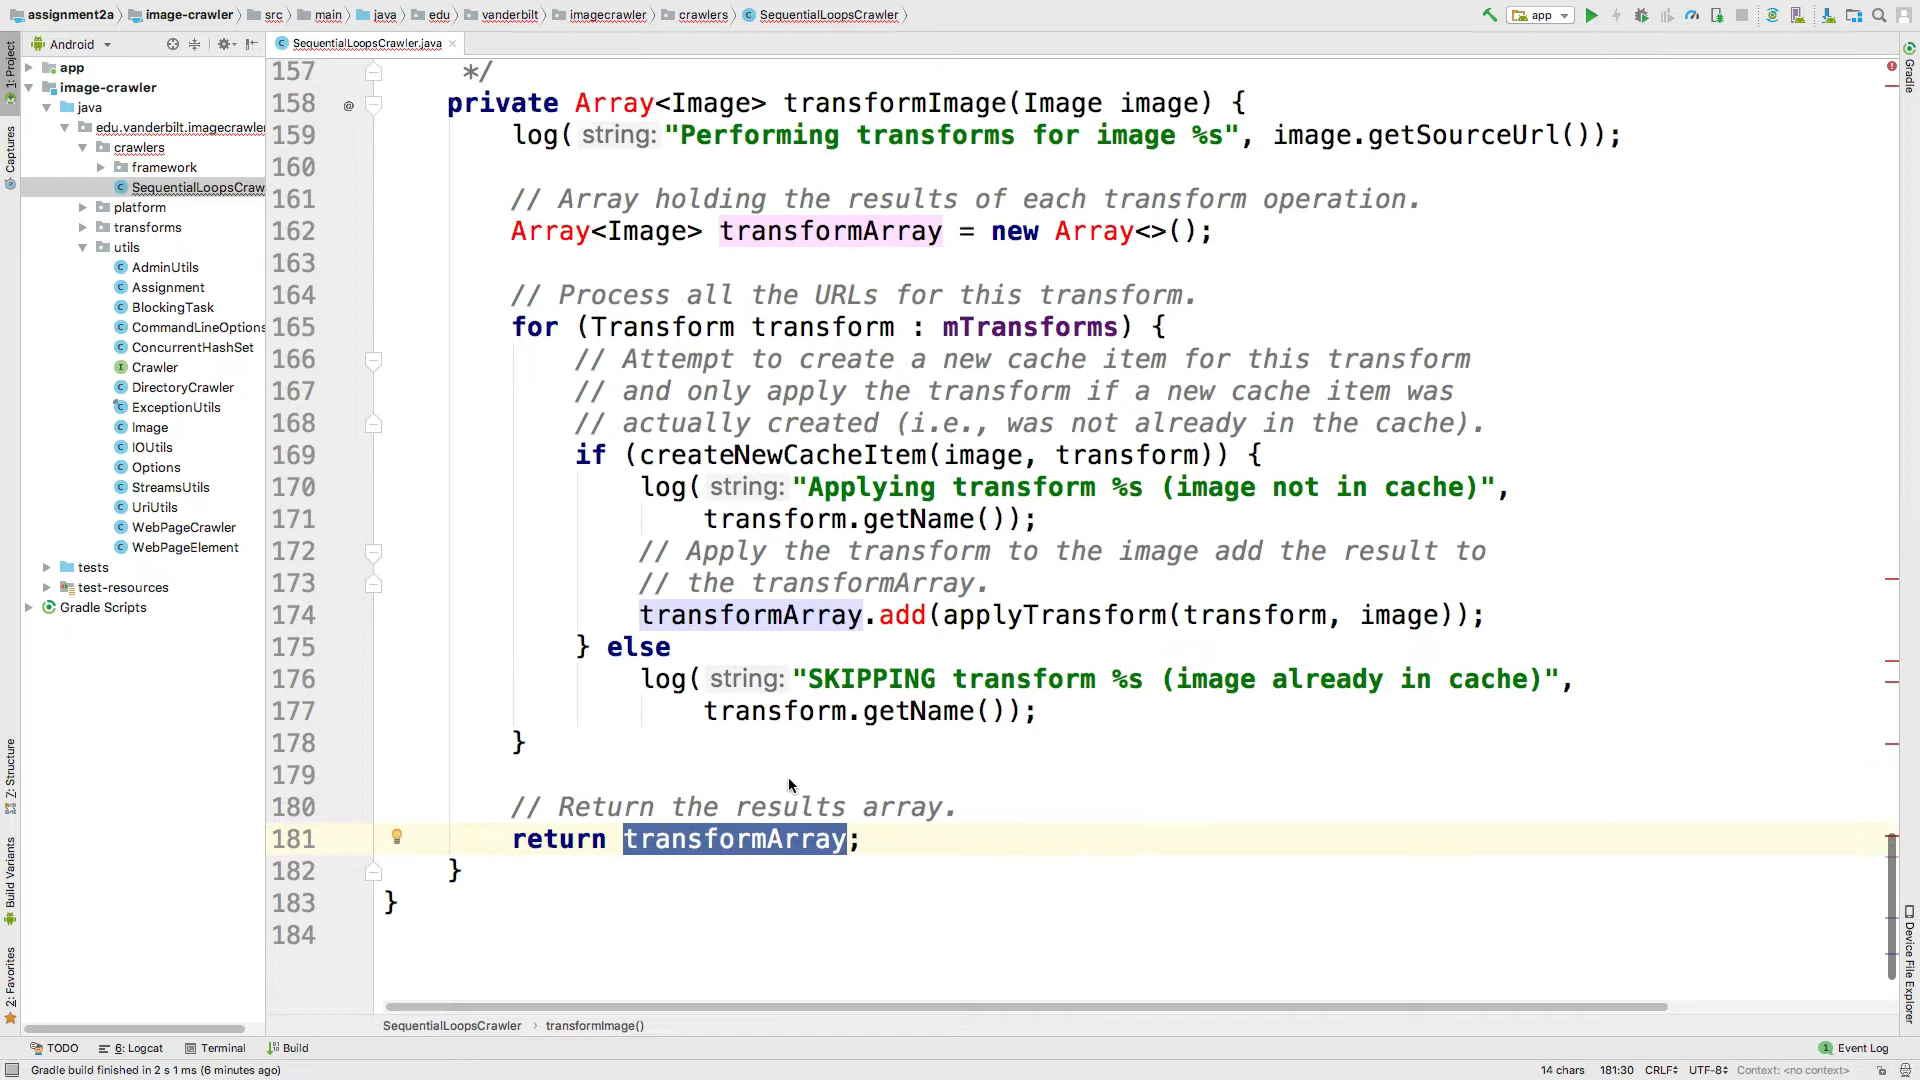 assignment2a image-crawler src main java edu vanderbilt imagecrawler crawlers SequentialLoopsCrawler app
Android SequentialLoopsCrawler.java
1: Project
Captures
7: Structure
Build Variants
2: Favorites
app
image-crawler
java
edu.vanderbilt.imagecrawler
crawlers
framework
SequentialLoopsCraw
platform
transforms
utils
AdminUtils
Assignment
BlockingTask
CommandLineOptions
ConcurrentHashSet
Crawler
DirectoryCrawler
ExceptionUtils
Image
IOUtils
Options
StreamsUtils
UriUtils
WebPageCrawler
WebPageElement
tests
test-resources
Gradle Scripts
157 */
158 @ private Array<Image> transformImage(Image image) {
159 log( string: "Performing transforms for image %s", image.getSourceUrl());
160
161 // Array holding the results of each transform operation.
162 Array<Image> transformArray = new Array<>();
163
164 // Process all the URLs for this transform.
165 for (Transform transform : mTransforms) {
166 // Attempt to create a new cache item for this transform
167 // and only apply the transform if a new cache item was
168 // actually created (i.e., was not already in the cache).
169 if (createNewCacheItem(image, transform)) {
170 log( string: "Applying transform %s (image not in cache)",
171 transform.getName());
172 // Apply the transform to the image add the result to
173 // the transformArray.
174 transformArray.add(applyTransform(transform, image));
175 } else
176 log( string: "SKIPPING transform %s (image already in cache)",
177 transform.getName());
178 }
179
180 // Return the results array.
181 return transformArray;
182 }
183 }
184
Gradle
Device File Explorer
SequentialLoopsCrawler › transformImage()
TODO 6: Logcat Terminal Build 1 Event Log
Gradle build finished in 2 s 1 ms (6 minutes ago) 14 chars 181:30 CRLF UTF-8 Context: <no context>